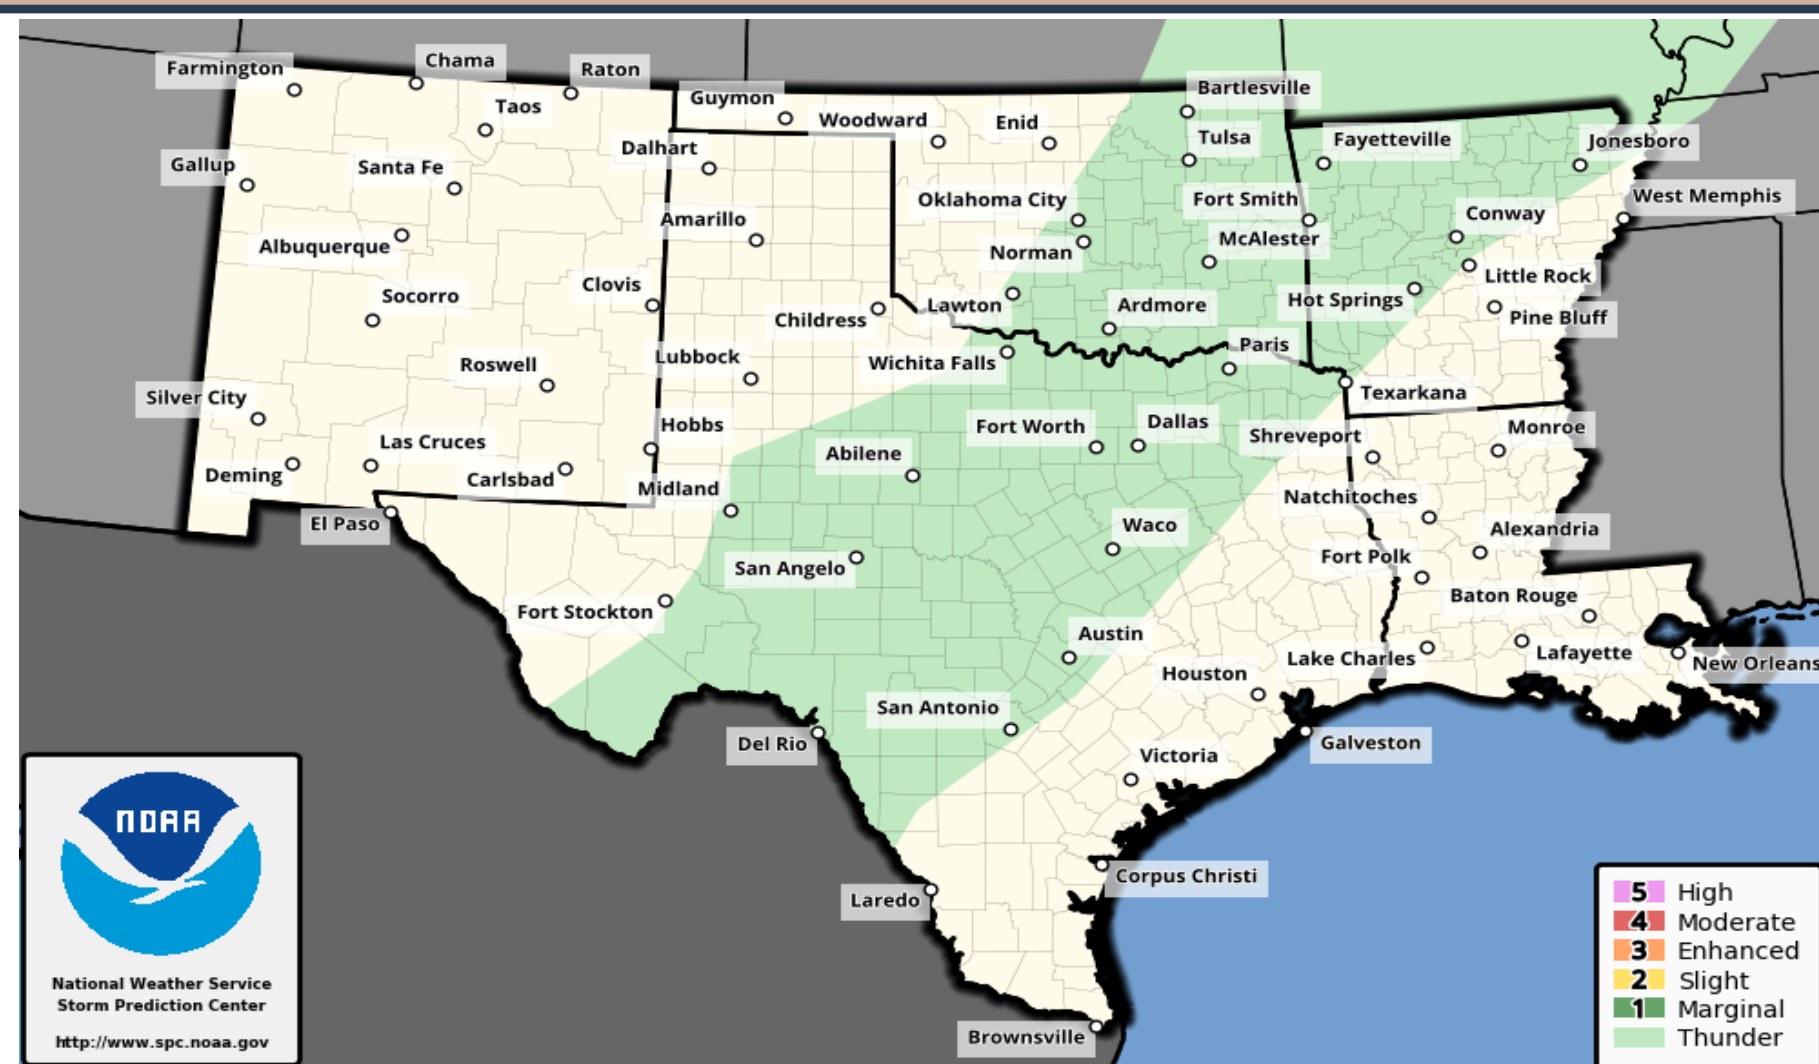 Farmington
Chama
Raton
Guymon
Bartlesville
Taos
Woodward
Enid
Tulsa
Fayetteville
Jonesboro
Dalhart
Gallup
Santa Fe
Oklahoma City
Fort Smith
West Memphis
Amarillo
Conway
Albuquerque
Norman
McAlester
Socorro
Clovis
Little Rock
Childress
Lawton
Ardmore
Hot Springs
Pine Bluff
Roswell
Lubbock
Wichita Falls
Paris
Silver City
Texarkana
Hobbs
Las Cruces
Abilene
Fort Worth
Dallas
Shreveport
Monroe
Deming
Carlsbad
Midland
Natchitoches
El Paso
Waco
Alexandria
San Angelo
Fort Polk
Fort Stockton
Baton Rouge
Austin
Lake Charles
Lafayette
New Orleans
Houston
San Antonio
Del Rio
Galveston
Victoria
Corpus Christi
Laredo
Brownsville
NOAA
National Weather Service
Storm Prediction Center
http://www.spc.noaa.gov
5 High
4 Moderate
3 Enhanced
2 Slight
1 Marginal
Thunder